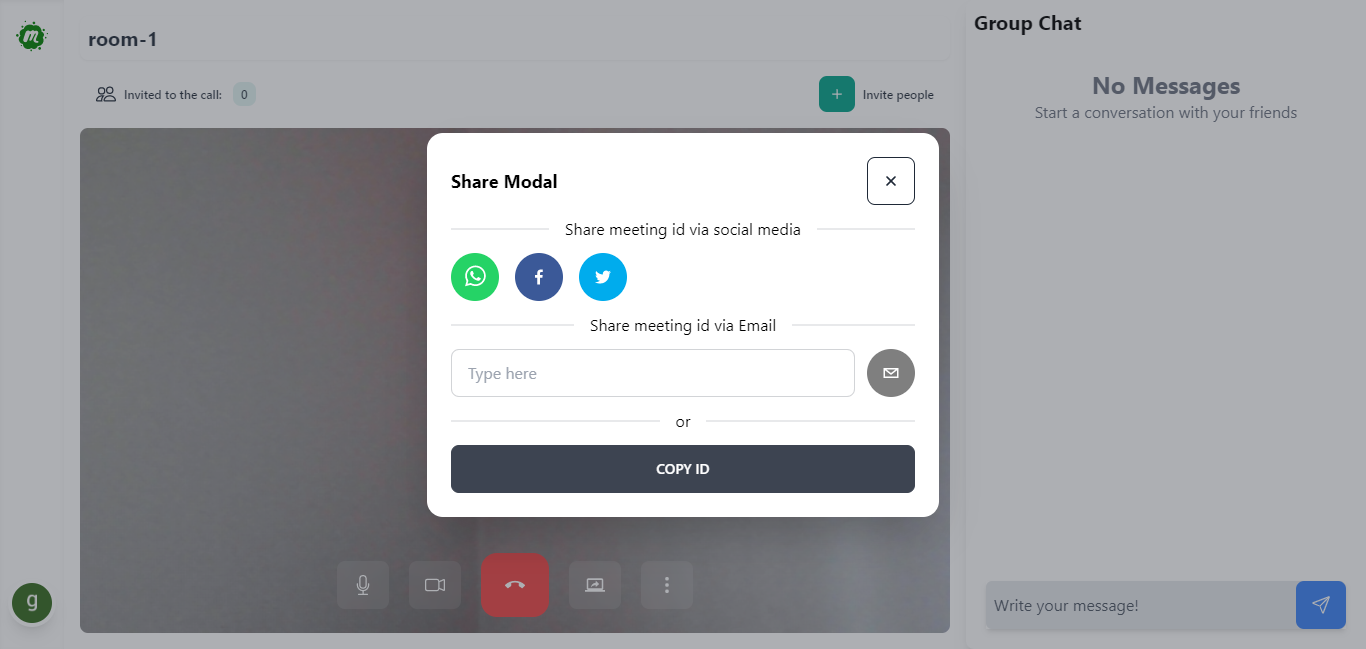 m
room-1
Invited to the call: 0
+ Invite people
Group Chat
No Messages
Start a conversation with your friends
Share Modal
Share meeting id via social media
f
Share meeting id via Email
Type here
or
COPY ID
g
Write your message!